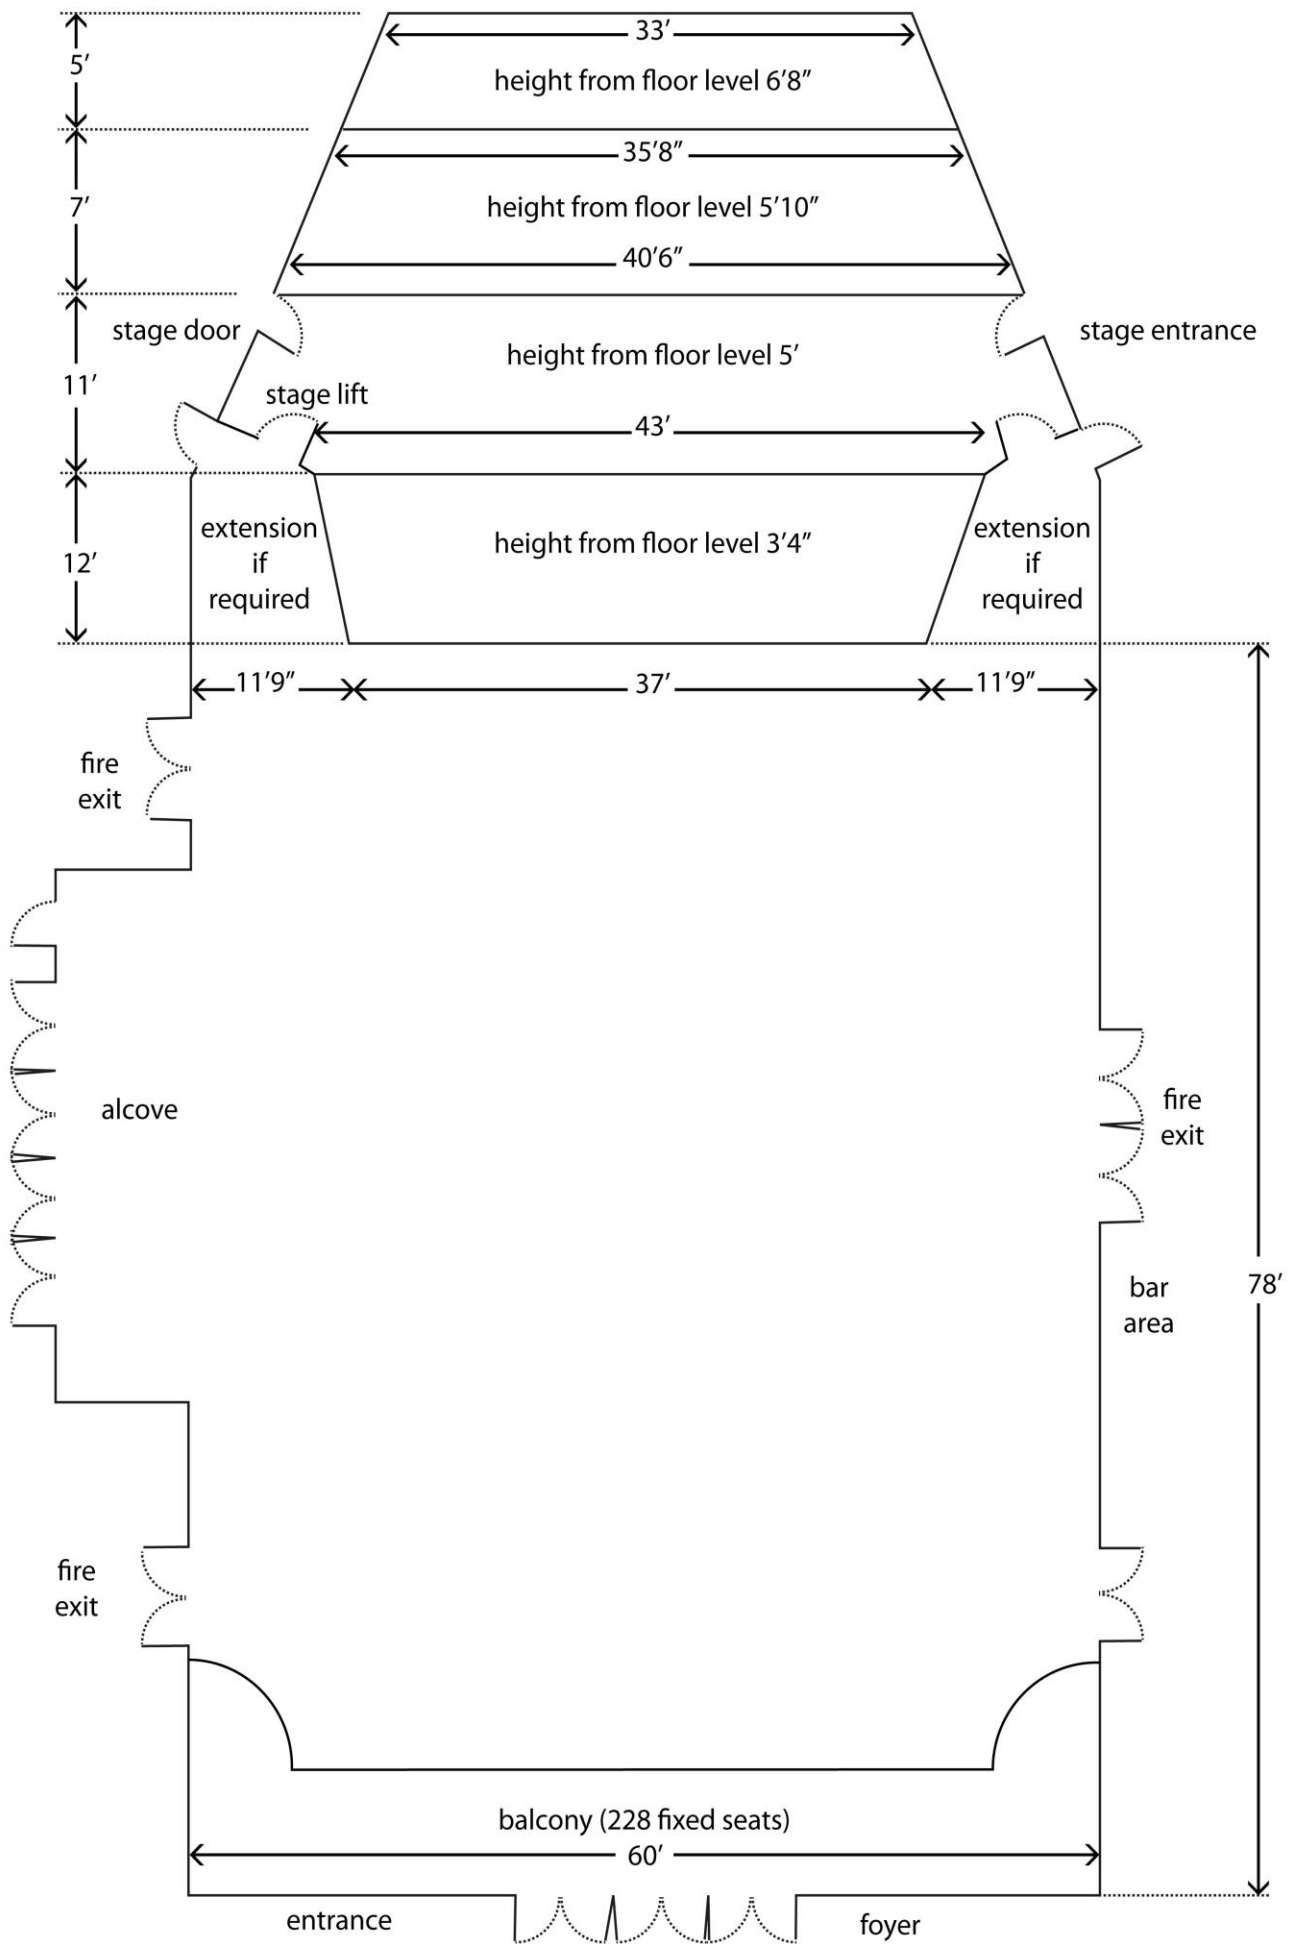 33′
5′
height from floor level 6′8″
35′8″
7′
height from floor level 5′10″
40′6″
stage door
stage entrance
height from floor level 5′
11′
stage lift
43′
extension
if
required
height from floor level 3′4″
extension
if
required
12′
11′9″
37′
11′9″
fire
exit
alcove
fire
exit
bar
area
78′
fire
exit
balcony (228 fixed seats)
60′
entrance
foyer